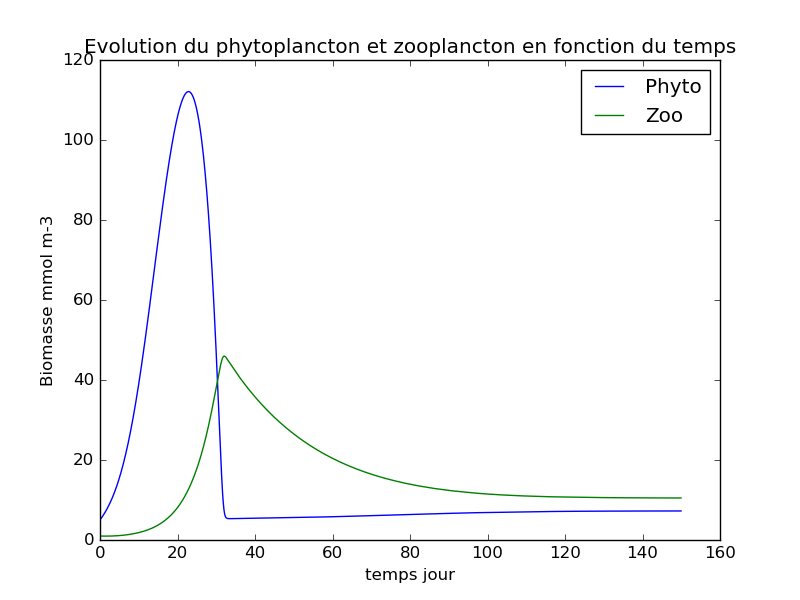 Evolution du phytoplancton et zooplancton en fonction du temps
120
100
80
60
40
20
0
Biomasse mmol m-3
Phyto
Zoo
0 20 40 60 80 100 120 140 160
temps jour